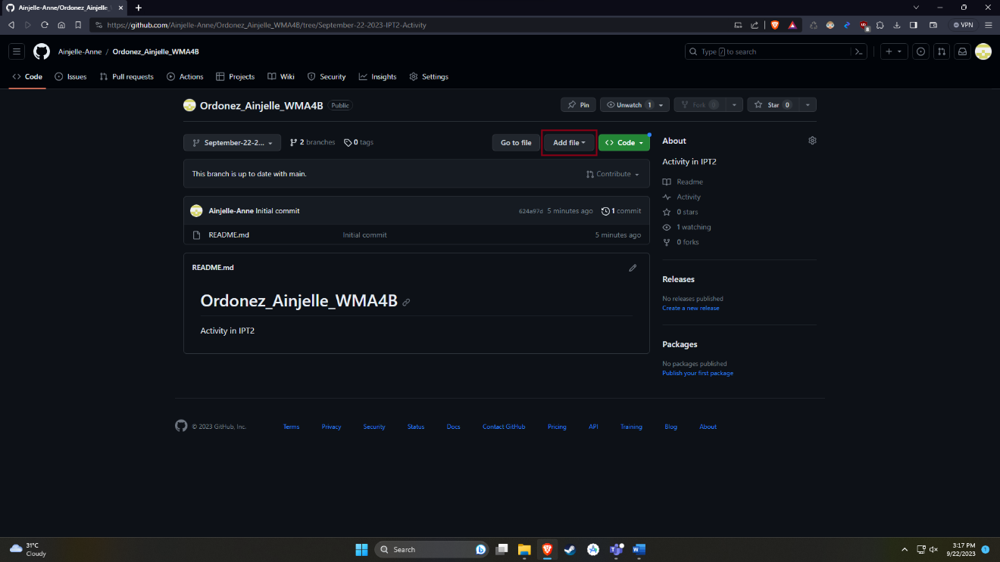 Ainjelle-Anne/Ordonez_Ainjelle_
https://github.com/Ainjelle-Anne/Ordonez_Ainjelle_WMA4B/tree/September-22-2023-IPT2-Activity
VPN
Ainjelle-Anne / Ordonez_Ainjelle_WMA4B
Type / to search
Code Issues Pull requests Actions Projects Wiki Security Insights Settings
Ordonez_Ainjelle_WMA4B Public
Pin Unwatch 1 Fork 0 Star 0
September-22-2... 2 branches 0 tags Go to file Add file Code
About
Activity in IPT2
This branch is up to date with main. Contribute
Readme
Activity
Ainjelle-Anne Initial commit 624a97d 5 minutes ago 1 commit
0 stars
1 watching
README.md Initial commit 5 minutes ago
0 forks
README.md
Ordonez_Ainjelle_WMA4B
Activity in IPT2
Releases
No releases published
Create a new release
Packages
No packages published
Publish your first package
© 2023 GitHub, Inc. Terms Privacy Security Status Docs Contact GitHub Pricing API Training Blog About
31°C
Cloudy
Search
3:17 PM
9/22/2023
1